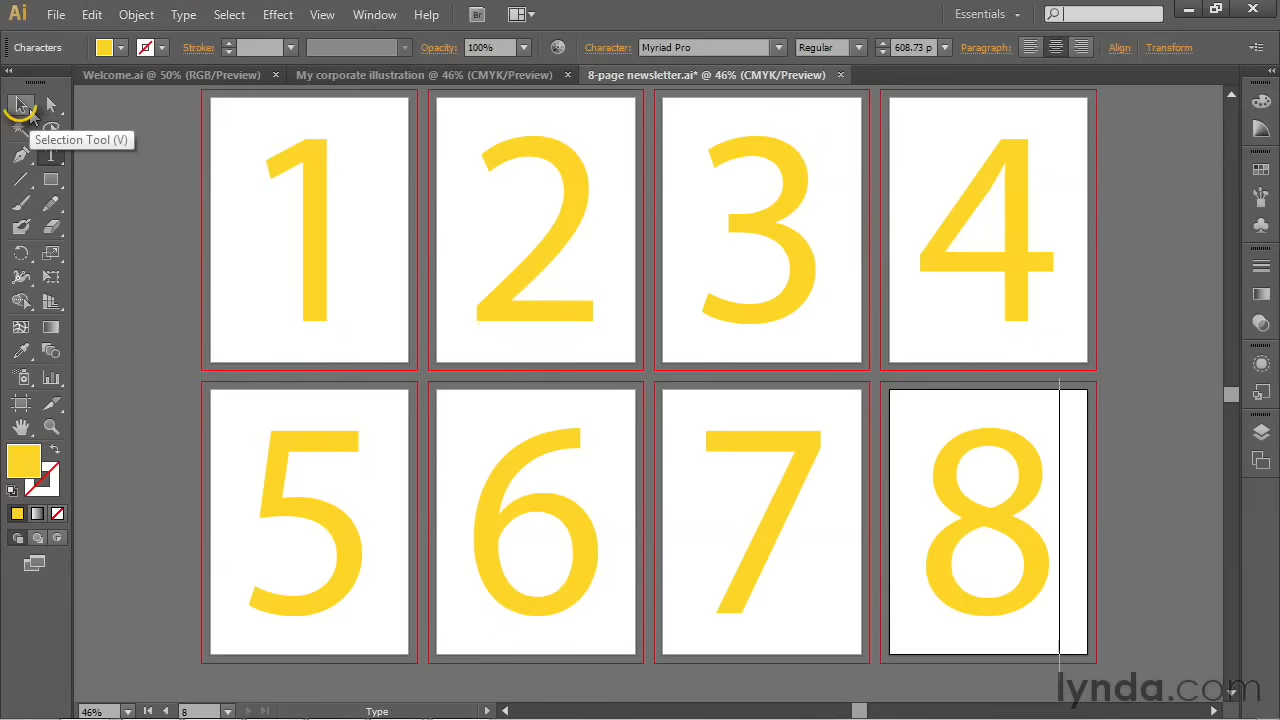 Ai File Edit Object Type Select Effect View Window Help Br Essentials
Characters Stroke: Opacity: 100% Character: Myriad Pro Regular 608.73 p Paragraph: Align Transform
Welcome.ai @ 50% (RGB/Preview) × My corporate illustration @ 46% (CMYK/Preview) × 8-page newsletter.ai* @ 46% (CMYK/Preview) ×
Selection Tool (V)
1 2 3 4
5 6 7 8
lynda.com
46% 8 Type